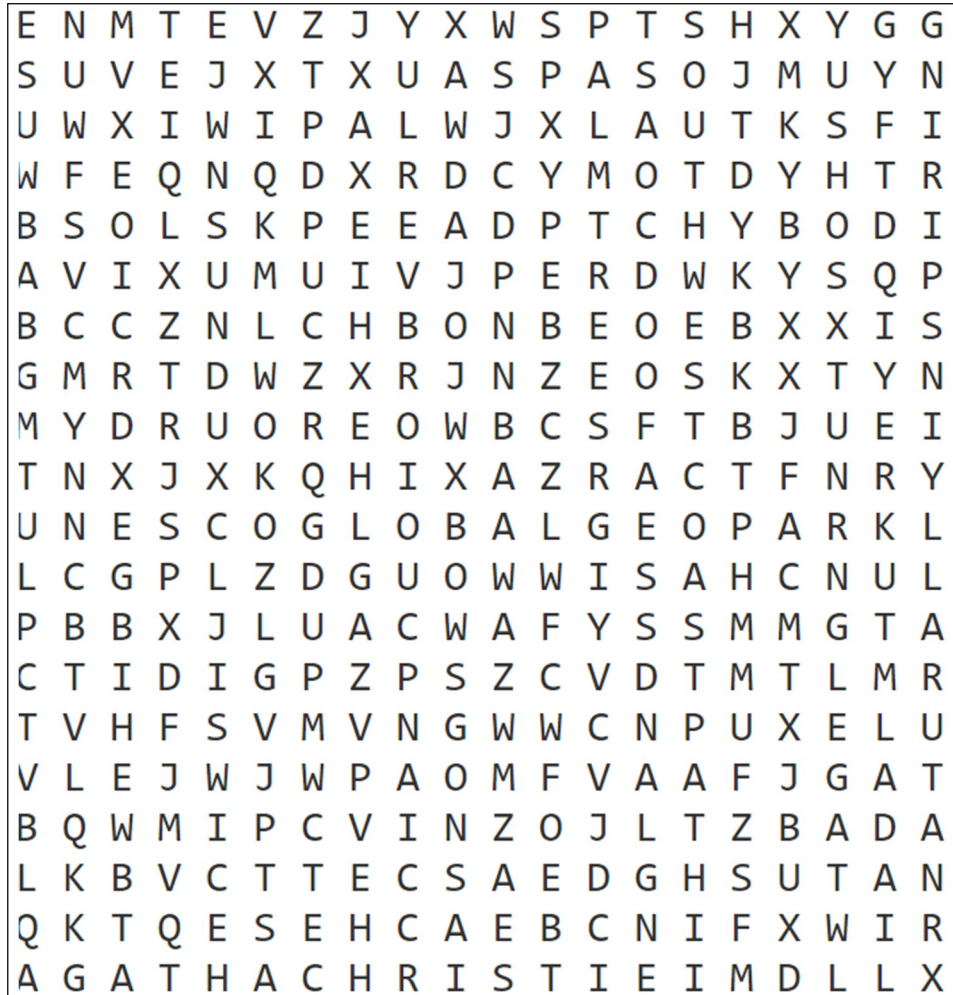 E N M T E V Z J Y X W S P T S H X Y G G
S U V E J X T X U A S P A S O J M U Y N
U W X I W I P A L W J X L A U T K S F I
W F E Q N Q D X R D C Y M O T D Y H T R
B S O L S K P E E A D P T C H Y B O D I
A V I X U M U I V J P E R D W K Y S Q P
B C C Z N L C H B O N B E O E B X X I S
G M R T D W Z X R J N Z E O S K X T Y N
M Y D R U O R E O W B C S F T B J U E I
T N X J X K Q H I X A Z R A C T F N R Y
U N E S C O G L O B A L G E O P A R K L
L C G P L Z D G U O W W I S A H C N U L
P B B X J L U A C W A F Y S S M M G T A
C T I D I G P Z P S Z C V D T M T L M R
T V H F S V M V N G W W C N P U X E L U
V L E J W J W P A O M F V A A F J G A T
B Q W M I P C V I N Z O J L T Z B A D A
L K B V C T T E C S A E D G H S U T A N
Q K T Q E S E H C A E B C N I F X W I R
A G A T H A C H R I S T I E I M D L L X